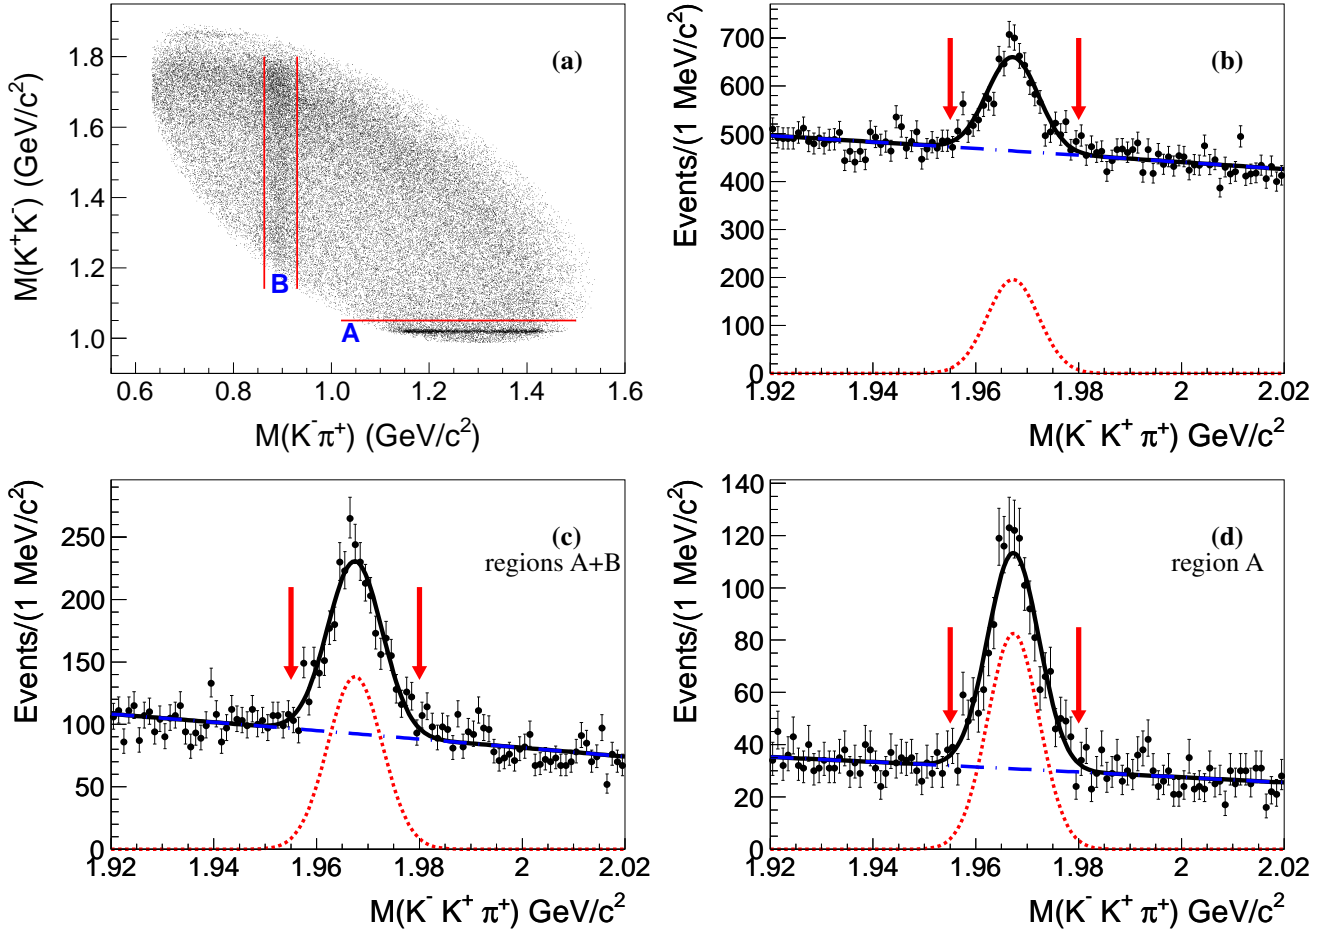 (a)
M(K+K-) (GeV/c2)
1.8
1.6
1.4
1.2
1.0
B
A
0.6 0.8 1.0 1.2 1.4 1.6
M(K-π+) (GeV/c2)
(b)
Events/(1 MeV/c2)
700
600
500
400
300
200
100
0
1.92 1.94 1.96 1.98 2 2.02
M(K- K+ π+) GeV/c2
(c)
regions A+B
Events/(1 MeV/c2)
250
200
150
100
50
0
1.92 1.94 1.96 1.98 2 2.02
M(K- K+ π+) GeV/c2
(d)
region A
Events/(1 MeV/c2)
140
120
100
80
60
40
20
0
1.92 1.94 1.96 1.98 2 2.02
M(K- K+ π+) GeV/c2